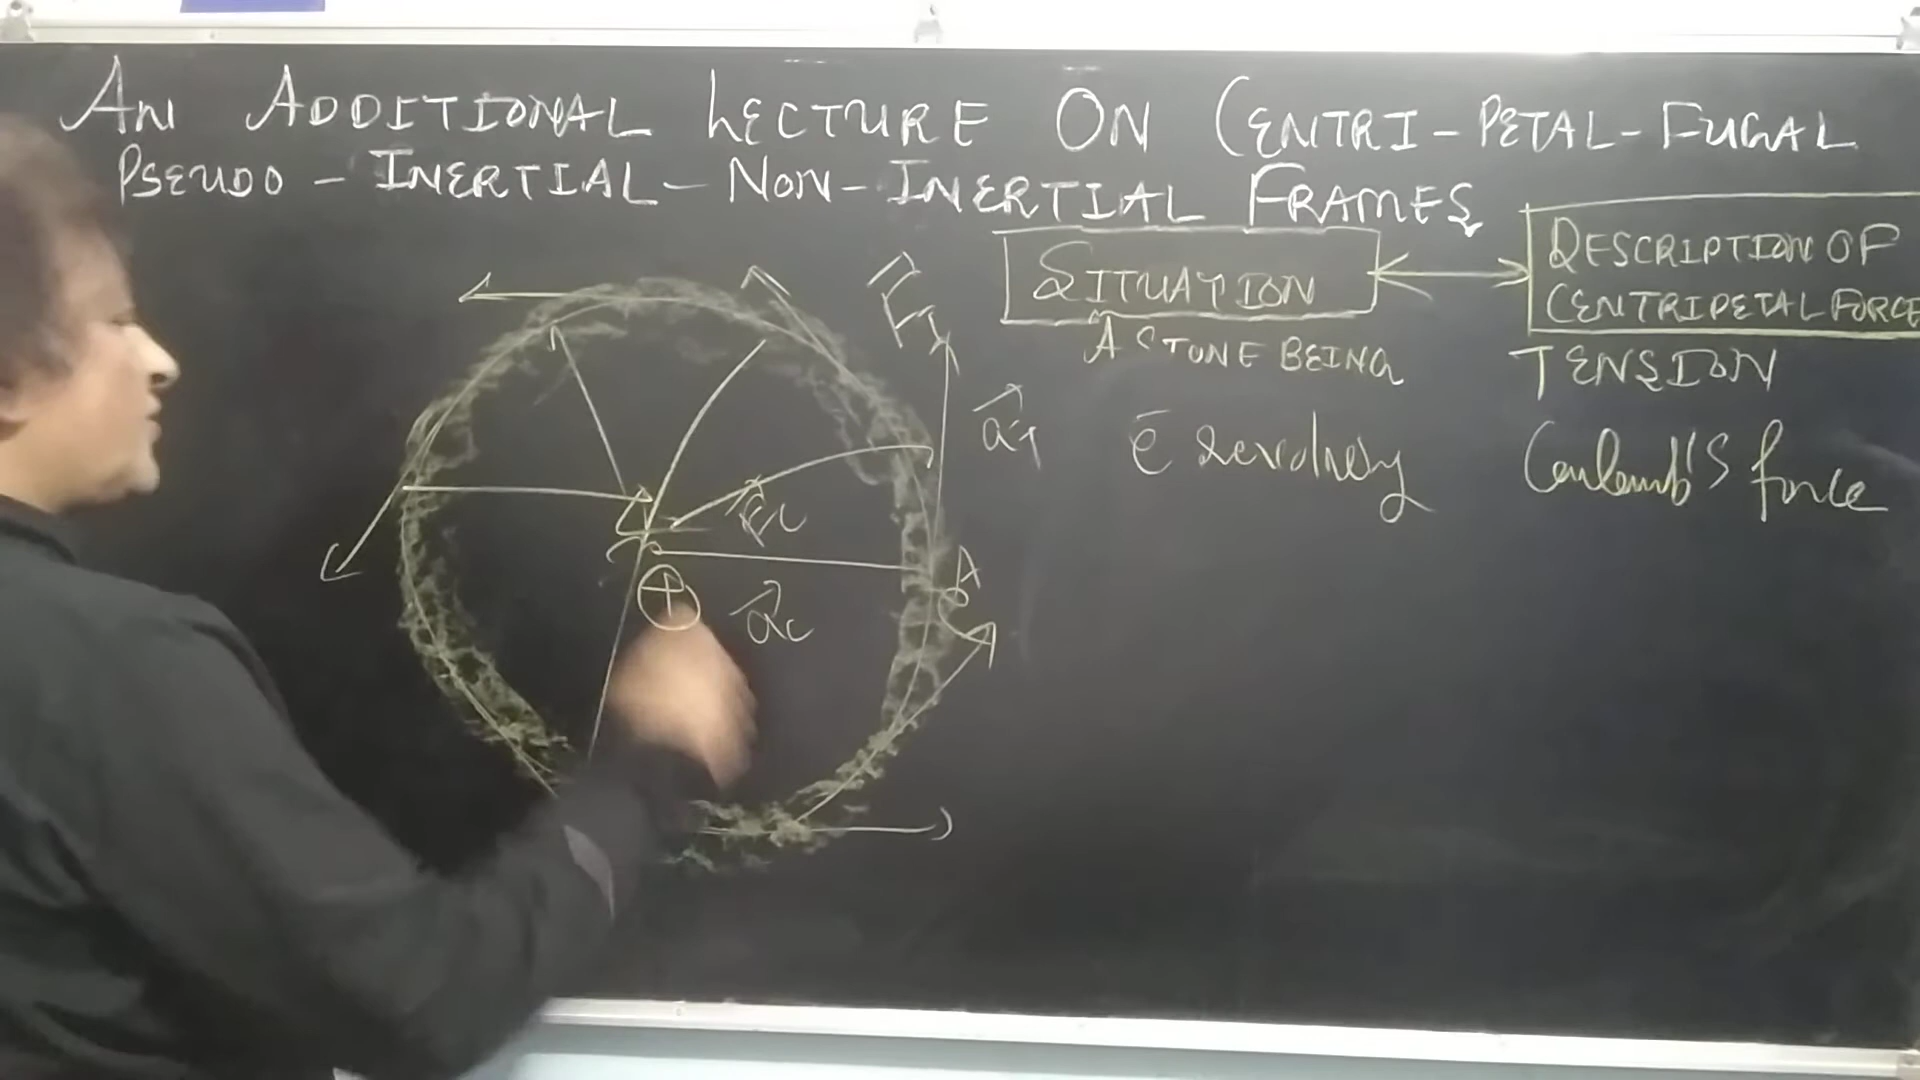 AN ADDITIONAL LECTURE ON CENTRI-PETAL-FUGAL
PSEUDO-INERTIAL-NON-INERTIAL FRAMES
SITUATION
DESCRIPTION OF
CENTRIPETAL FORCE
A STONE BEING
TENSION
ē revolving
Coulomb's force
F⃗
a⃗
F⃗c
A
a⃗c
+